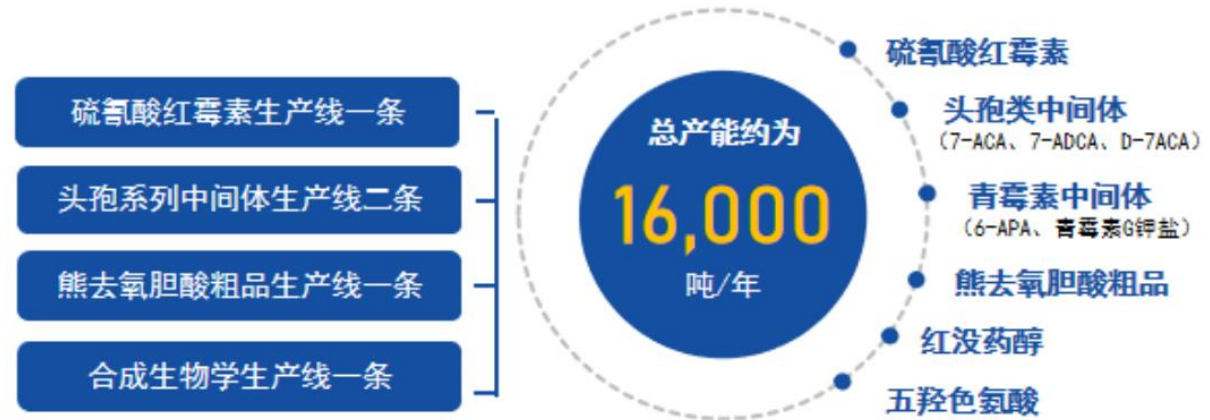 硫氰酸红霉素生产线一条
头孢系列中间体生产线二条
熊去氧胆酸粗品生产线一条
合成生物学生产线一条
总产能约为
16,000
吨/年
硫氰酸红霉素
头孢类中间体
（7-ACA、7-ADCA、D-7ACA）
青霉素中间体
（6-APA、青霉素G钾盐）
熊去氧胆酸粗品
红没药醇
五羟色氨酸